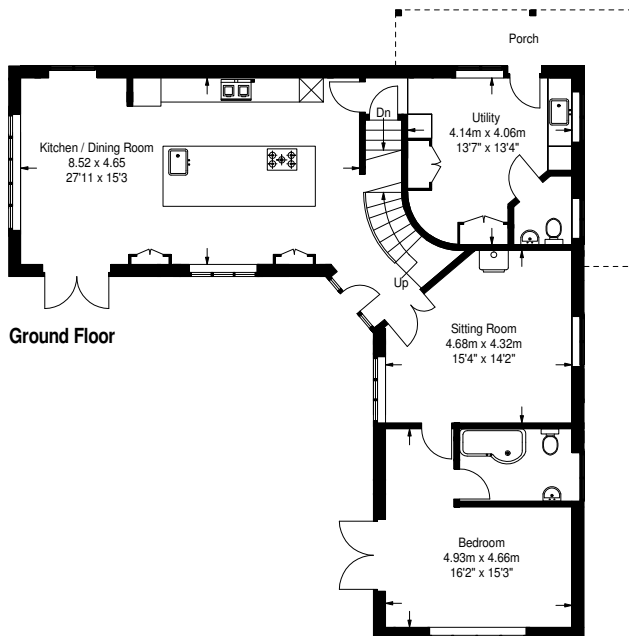 Porch
Kitchen / Dining Room
8.52 x 4.65
27'11 x 15'3
Dn
Utility
4.14m x 4.06m
13'7" x 13'4"
Up
Ground Floor
Sitting Room
4.68m x 4.32m
15'4" x 14'2"
Bedroom
4.93m x 4.66m
16'2" x 15'3"